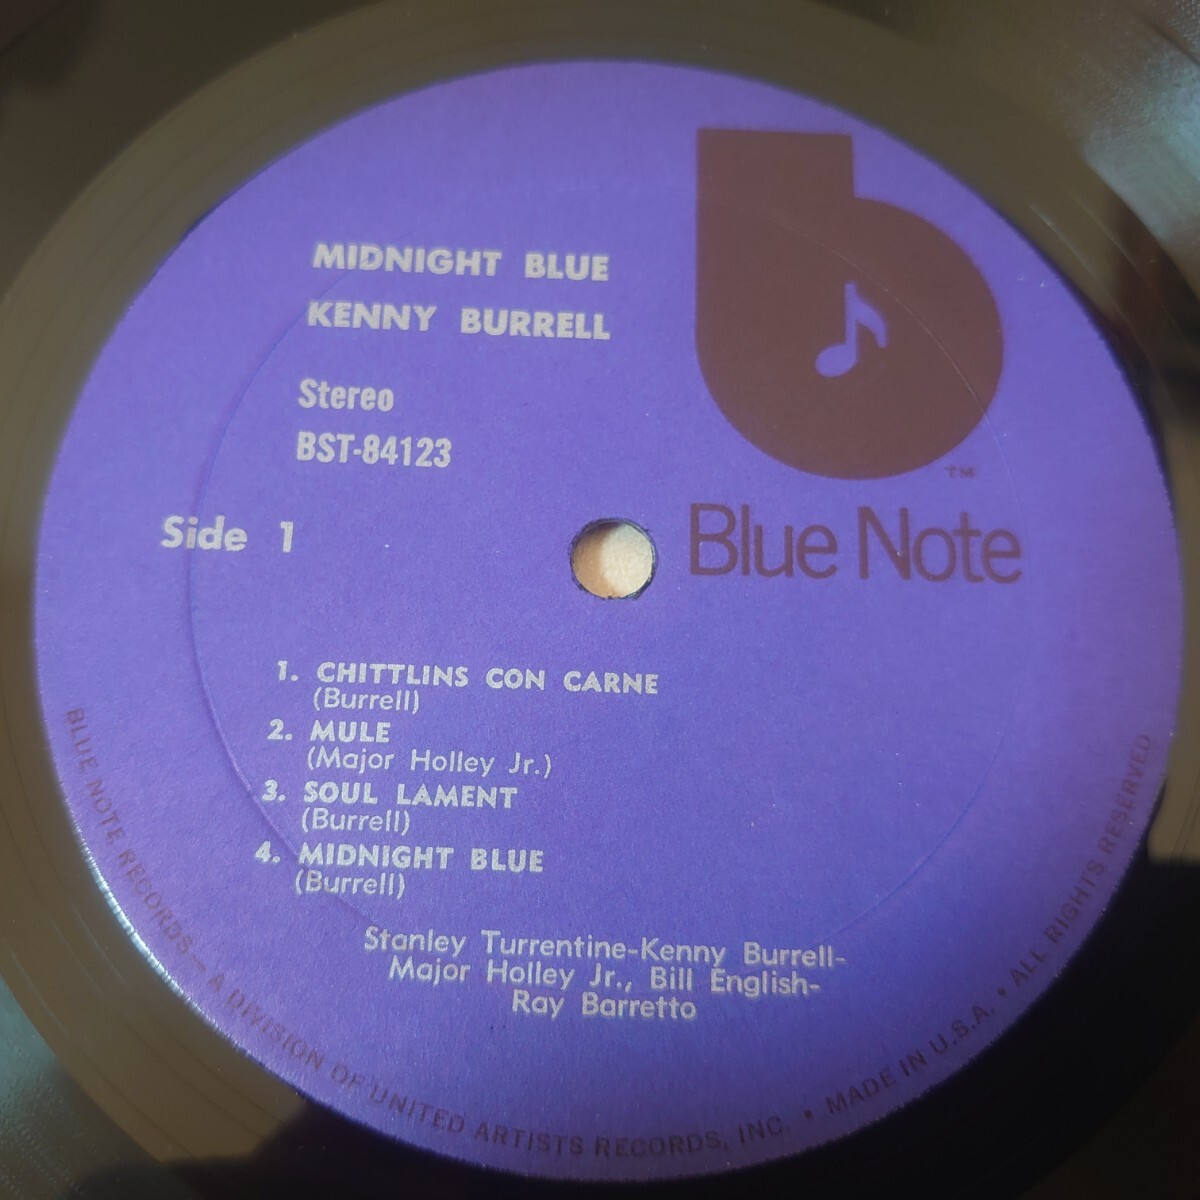 MIDNIGHT BLUE
KENNY BURRELL
Stereo
BST-84123
Side 1
TM
Blue Note
1. CHITTLINS CON CARNE
(Burrell)
2. MULE
(Major Holley Jr.)
3. SOUL LAMENT
(Burrell)
4. MIDNIGHT BLUE
(Burrell)
Stanley Turrentine-Kenny Burrell-
Major Holley Jr., Bill English-
Ray Barretto
BLUE NOTE RECORDS — A DIVISION OF UNITED ARTISTS RECORDS, INC. • MADE IN U.S.A. • ALL RIGHTS RESERVED